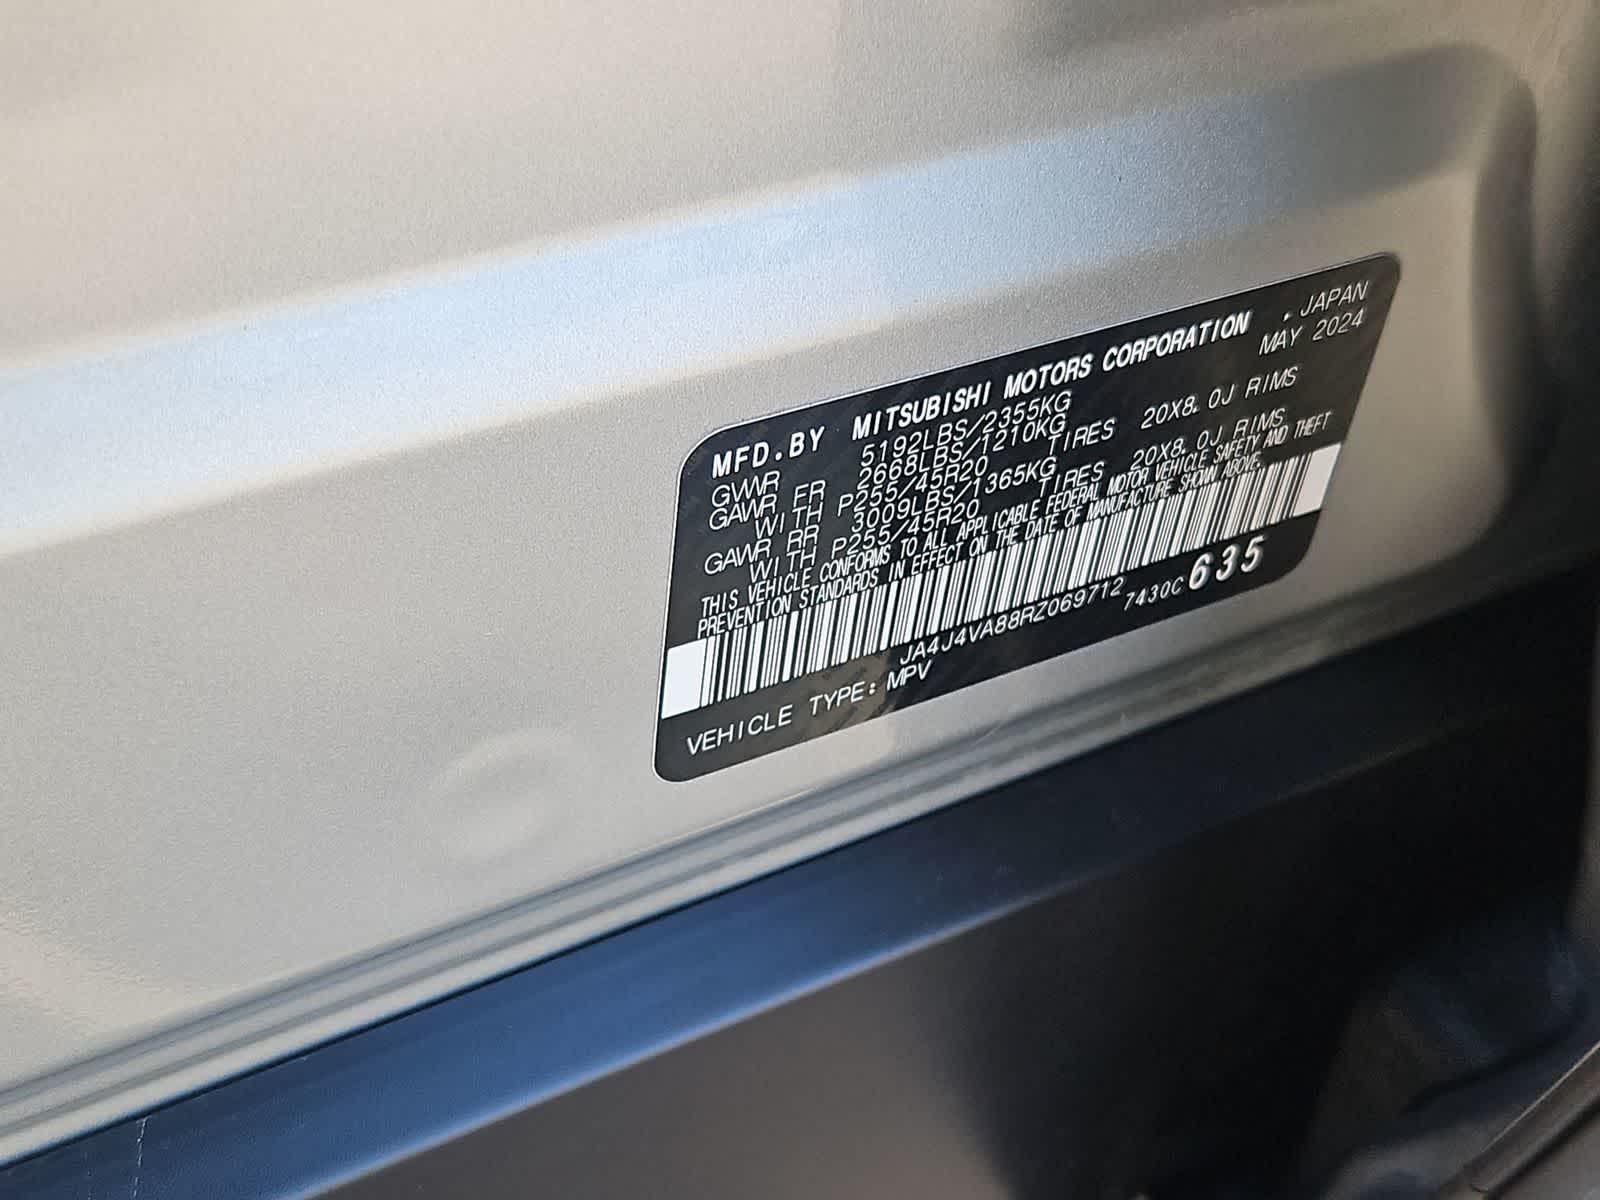 MFD.BY MITSUBISHI MOTORS CORPORATION , JAPAN
MAY 2024
GVWR 5192LBS/2355KG
GAWR FR 2668LBS/1210KG
WITH P255/45R20 TIRES 20X8.0J RIMS
GAWR RR 3009LBS/1365KG
WITH P255/45R20 TIRES 20X8.0J RIMS
THIS VEHICLE CONFORMS TO ALL APPLICABLE FEDERAL MOTOR VEHICLE SAFETY AND THEFT
PREVENTION STANDARDS IN EFFECT ON THE DATE OF MANUFACTURE SHOWN ABOVE.
JA4J4VA88RZ069712 7430C 635
VEHICLE TYPE: MPV